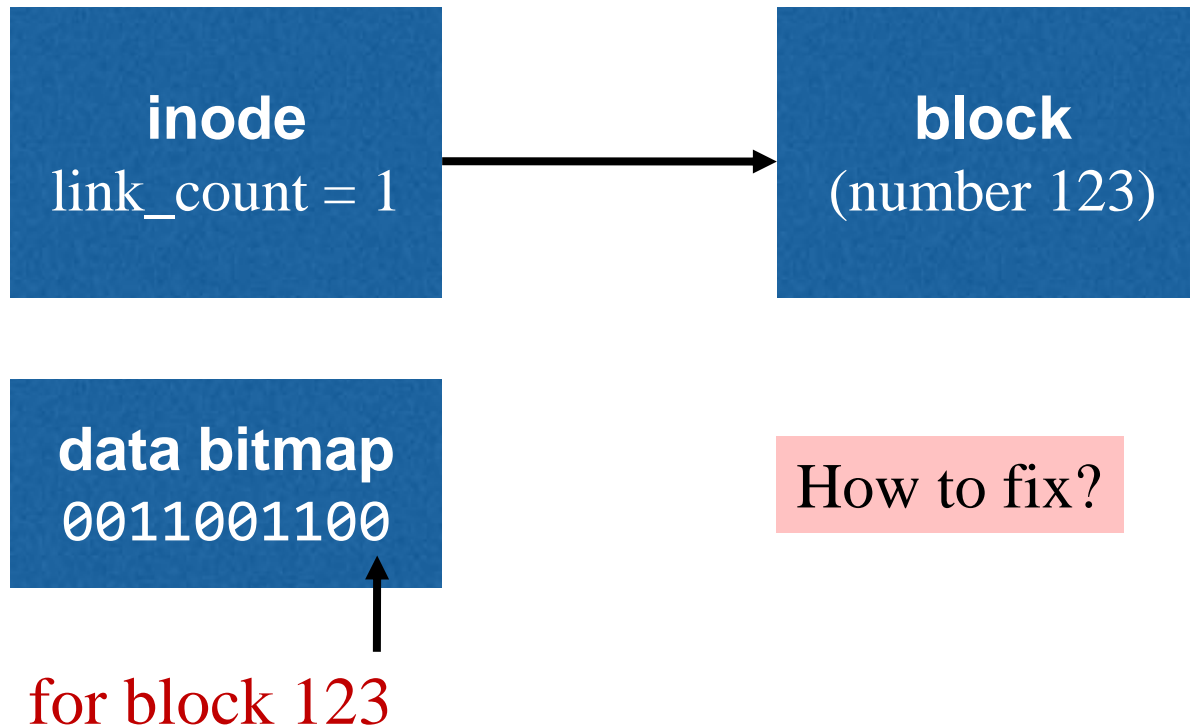 inode
link_count = 1
block
(number 123)
data bitmap
0011001100
How to fix?
for block 123